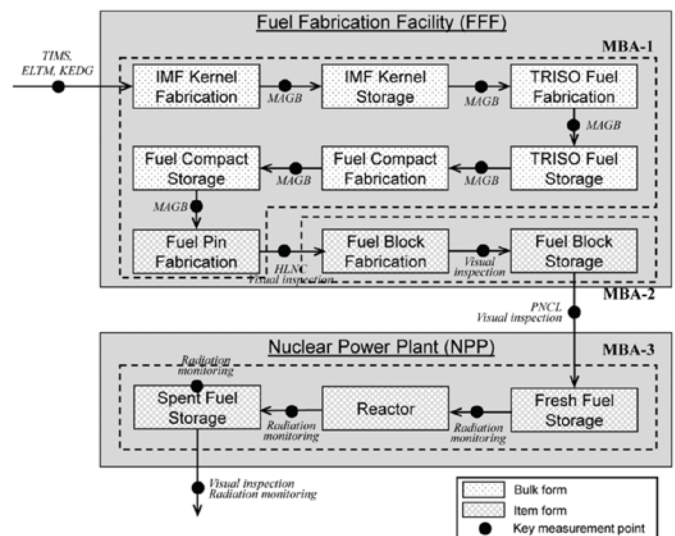 Fuel Fabrication Facility (FFF)
MBA-1
TIMS,
ELTM, KEDG
IMF Kernel
Fabrication
MAGB
IMF Kernel
Storage
MAGB
TRISO Fuel
Fabrication
MAGB
Fuel Compact
Storage
MAGB
Fuel Compact
Fabrication
MAGB
TRISO Fuel
Storage
MAGB
Fuel Pin
Fabrication
HLNC
Visual inspection
Fuel Block
Fabrication
Visual
inspection
Fuel Block
Storage
MBA-2
PNCL
Visual inspection
Nuclear Power Plant (NPP)
MBA-3
Radiation
monitoring
Spent Fuel
Storage
Radiation
monitoring
Reactor
Radiation
monitoring
Fresh Fuel
Storage
Visual inspection
Radiation monitoring
Bulk form
Item form
Key measurement point